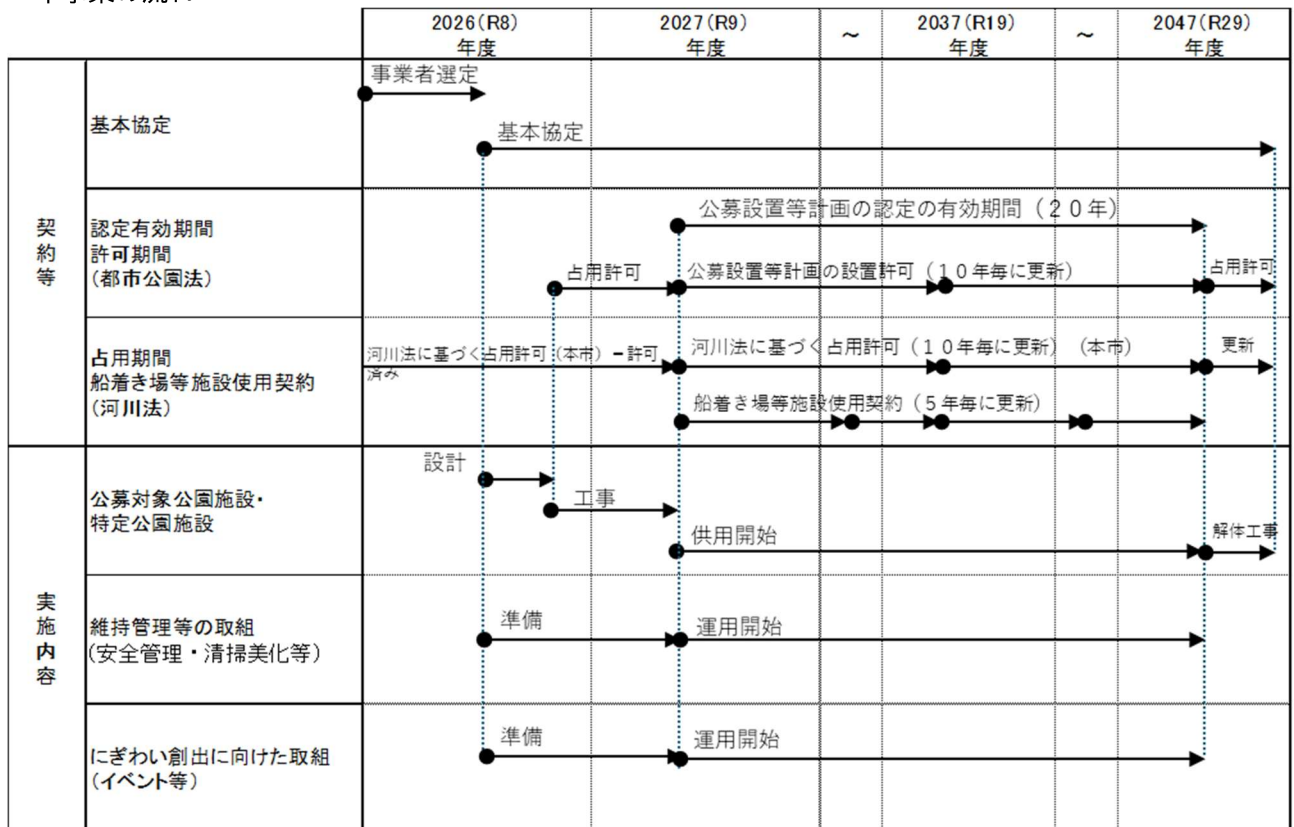 2026(R8)
年度
2027(R9)
年度
~
2037(R19)
年度
~
2047(R29)
年度
契約等
基本協定
事業者選定
基本協定
認定有効期間
許可期間
(都市公園法)
公募設置等計画の認定の有効期間(20年)
占用許可
公募設置等計画の設置許可(10年毎に更新)
占用許可
占用期間
船着き場等施設使用契約
(河川法)
河川法に基づく占用許可(本市)-許可
済み
河川法に基づく占用許可(10年毎に更新)(本市)
更新
船着き場等施設使用契約(5年毎に更新)
実施内容
公募対象公園施設・
特定公園施設
設計
工事
供用開始
解体工事
維持管理等の取組
(安全管理・清掃美化等)
準備
運用開始
にぎわい創出に向けた取組
(イベント等)
準備
運用開始